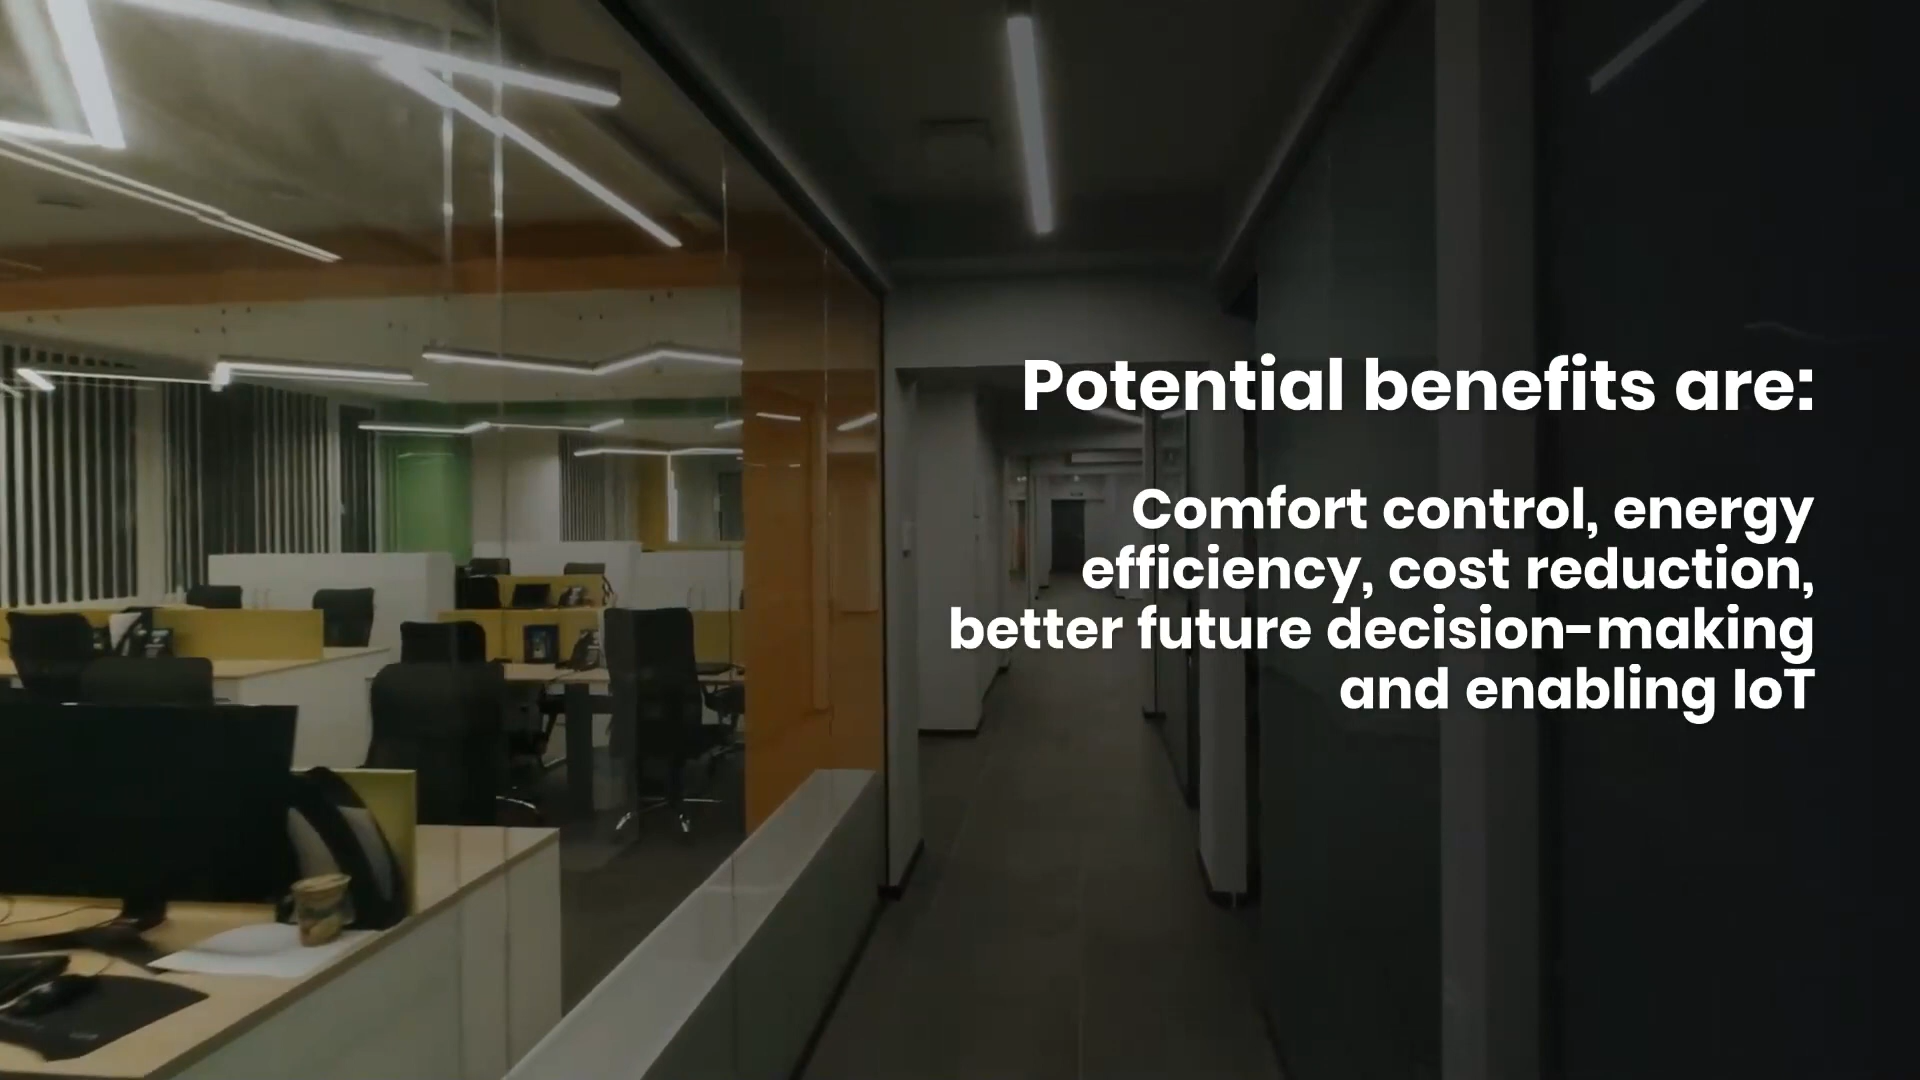 Potential benefits are:
Comfort control, energy
efficiency, cost reduction,
better future decision-making
and enabling IoT